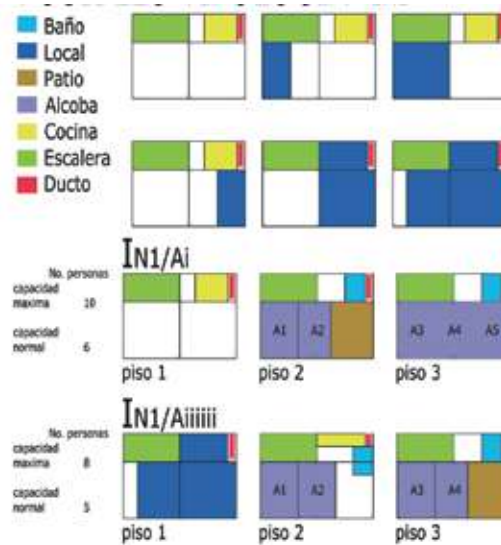 Baño
Local
Patio
Alcoba
Cocina
Escalera
Ducto
IN1/Ai
No. personas
capacidad maxima 10
capacidad normal 6
A1 A2
A3 A4 A5
piso 1 piso 2 piso 3
IN1/Aiiiiii
No. personas
capacidad maxima 8
capacidad normal 5
A1 A2
A3 A4
piso 1 piso 2 piso 3